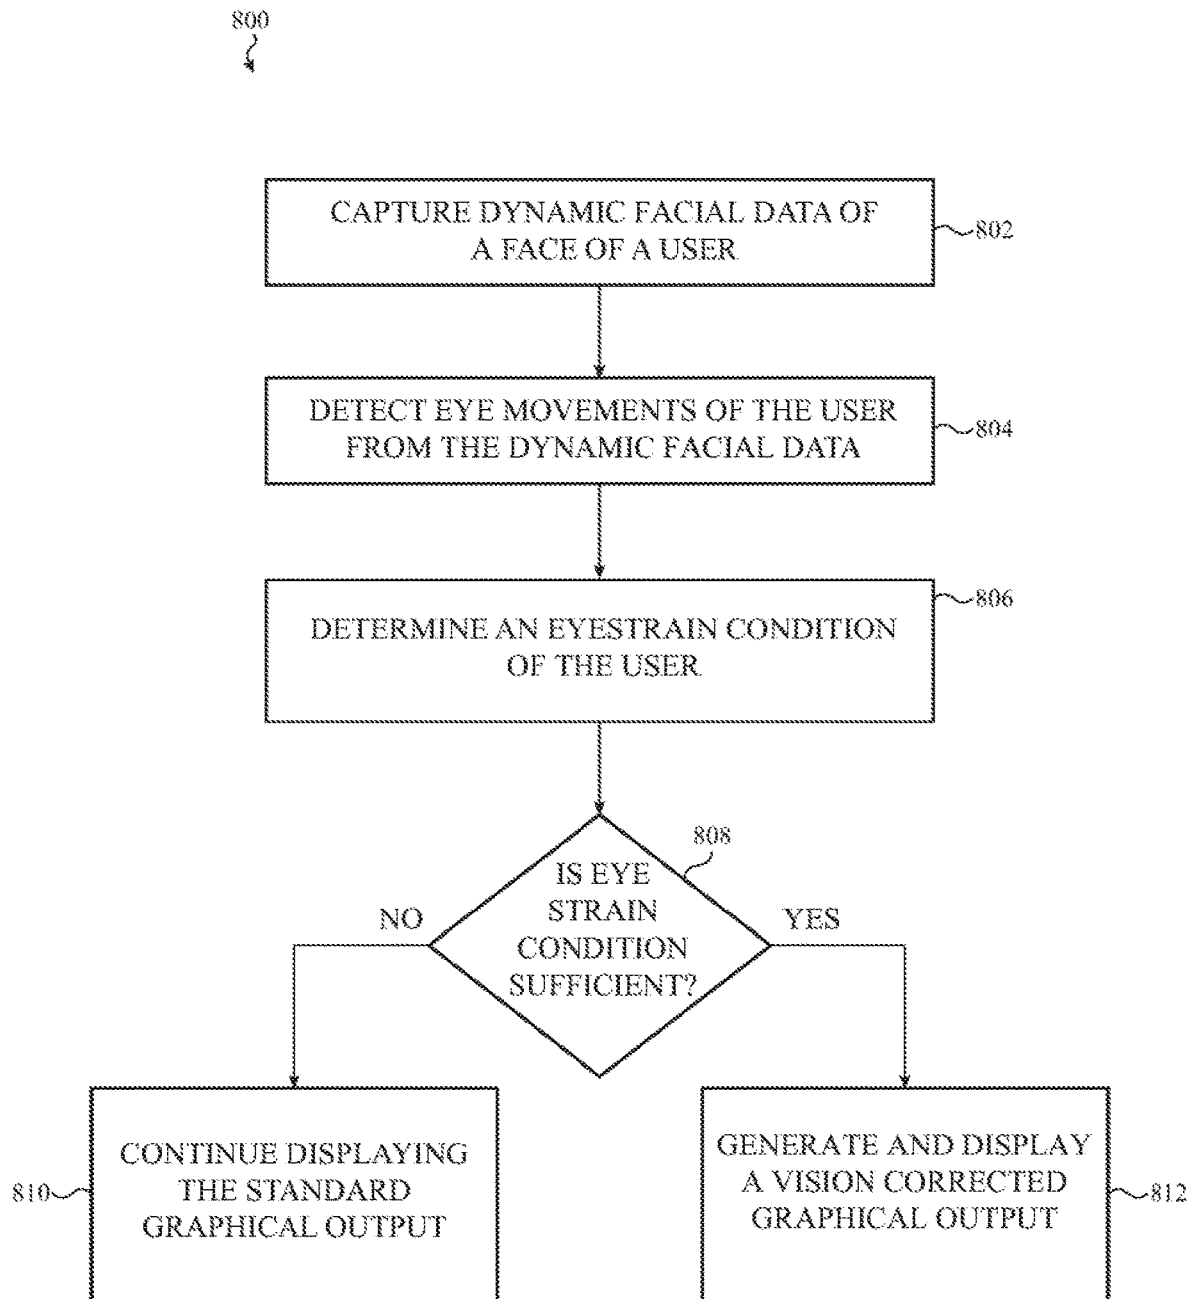 800
CAPTURE DYNAMIC FACIAL DATA OF
A FACE OF A USER
802
DETECT EYE MOVEMENTS OF THE USER
FROM THE DYNAMIC FACIAL DATA
804
806
DETERMINE AN EYESTRAIN CONDITION
OF THE USER
808
IS EYE
STRAIN
CONDITION
SUFFICIENT?
NO
YES
CONTINUE DISPLAYING
THE STANDARD
GRAPHICAL OUTPUT
810
GENERATE AND DISPLAY
A VISION CORRECTED
GRAPHICAL OUTPUT
812